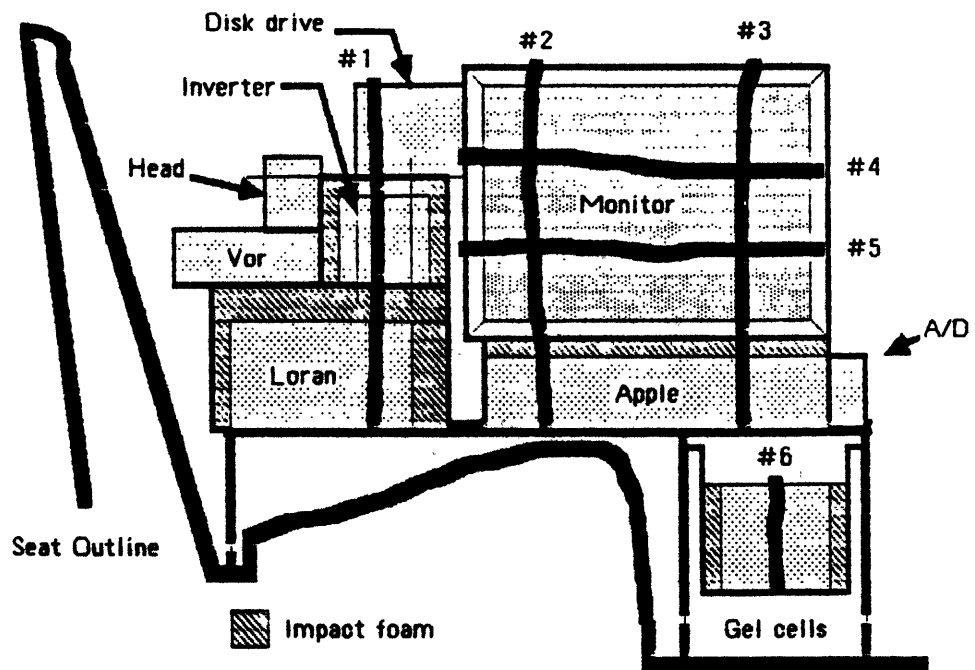 Disk drive
#1
#2
#3
Inverter
Head
#4
Monitor
#5
Vor
A/D
Loran
Apple
#6
Seat Outline
Impact foam
Gel cells